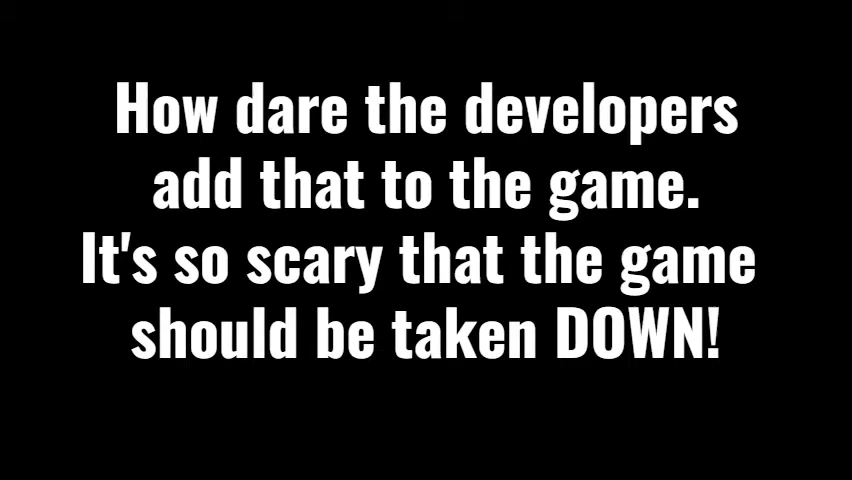 How dare the developers
add that to the game.
It's so scary that the game
should be taken DOWN!